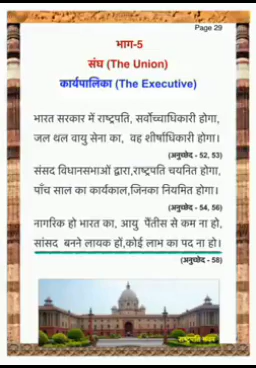 Page 29
भाग-5
संघ (The Union)
कार्यपालिका (The Executive)
भारत सरकार में राष्ट्रपति, सर्वोच्चाधिकारी होगा,
जल थल वायु सेना का, वह शीर्षाधिकारी होगा।
(अनुच्छेद - 52, 53)
संसद विधानसभाओं द्वारा,राष्ट्रपति चयनित होगा,
पाँच साल का कार्यकाल,जिनका नियमित होगा।
(अनुच्छेद - 54, 56)
नागरिक हो भारत का, आयु पैंतीस से कम ना हो,
सांसद बनने लायक हों,कोई लाभ का पद ना हो।
(अनुच्छेद - 58)
राष्ट्रपति भवन